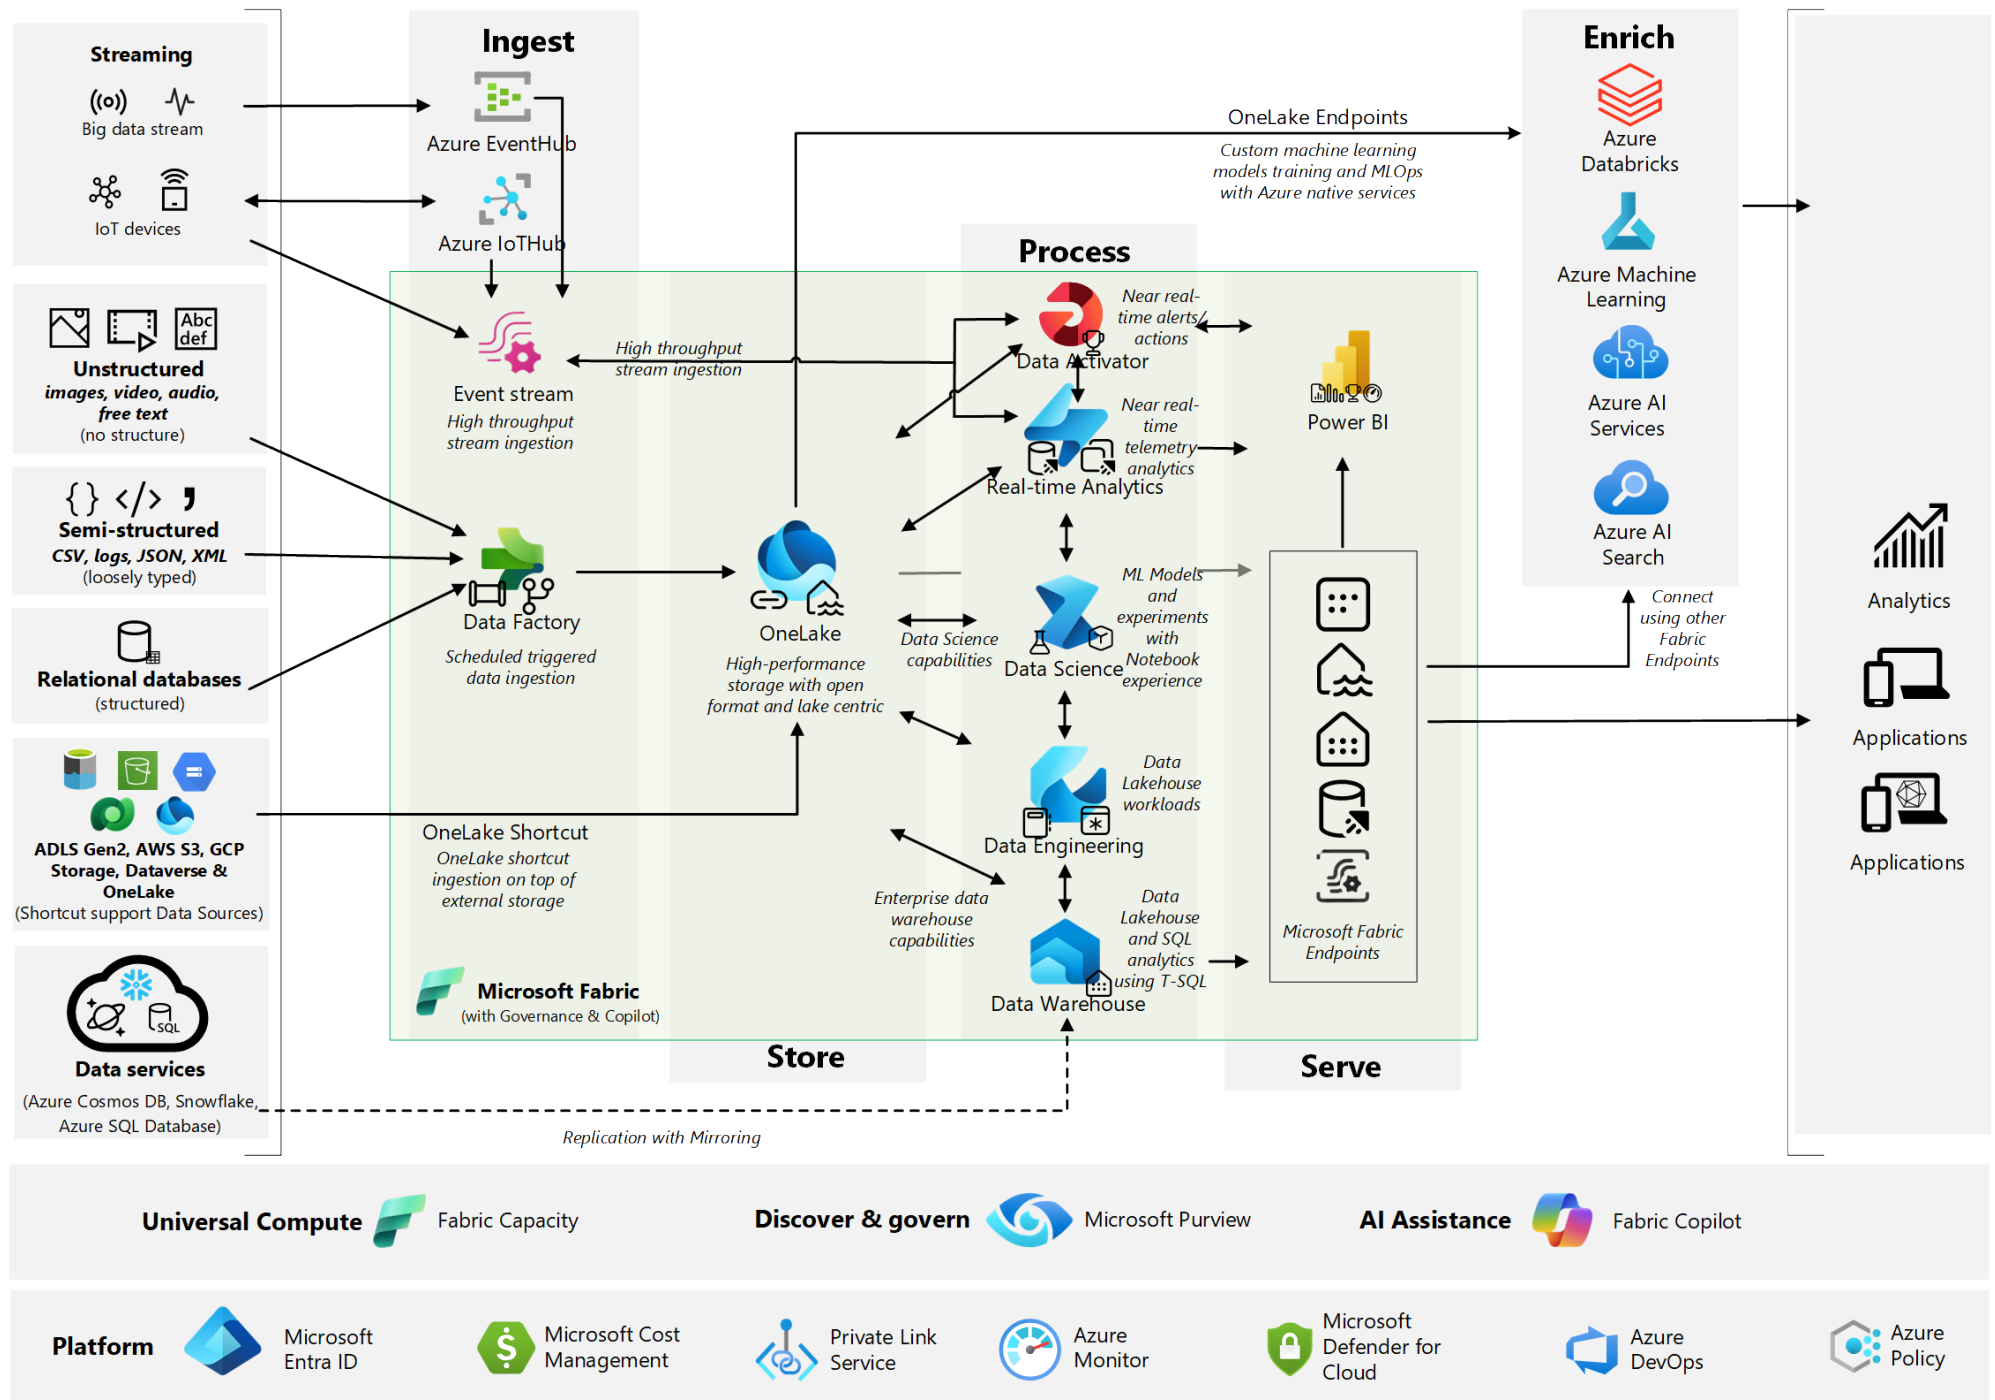 Streaming
Big data stream
IoT devices
Abc
def
Unstructured
images, video, audio,
free text
(no structure)
{} </> ,
Semi-structured
CSV, logs, JSON, XML
(loosely typed)
Relational databases
(structured)
ADLS Gen2, AWS S3, GCP
Storage, Dataverse &
OneLake
(Shortcut support Data Sources)
SQL
Data services
(Azure Cosmos DB, Snowflake,
Azure SQL Database)
Ingest
Azure EventHub
Azure IoTHub
Event stream
High throughput
stream ingestion
High throughput
stream ingestion
Data Factory
Scheduled triggered
data ingestion
OneLake Shortcut
OneLake shortcut
ingestion on top of
external storage
Microsoft Fabric
(with Governance & Copilot)
OneLake
High-performance
storage with open
format and lake centric
Store
Data Science
capabilities
Enterprise data
warehouse
capabilities
Replication with Mirroring
Process
Data Activator
Near real-
time alerts/
actions
Real-time Analytics
Near real-
time
telemetry
analytics
Data Science
ML Models
and
experiments
with
Notebook
experience
Data Engineering
Data
Lakehouse
workloads
Data Warehouse
Data
Lakehouse
and SQL
analytics
using T-SQL
OneLake Endpoints
Custom machine learning
models training and MLOps
with Azure native services
Power BI
Microsoft Fabric
Endpoints
Serve
Enrich
Azure
Databricks
Azure Machine
Learning
Azure AI
Services
Azure AI
Search
Connect
using other
Fabric
Endpoints
Analytics
Applications
Applications
Universal Compute
Fabric Capacity
Discover & govern
Microsoft Purview
AI Assistance
Fabric Copilot
Platform
Microsoft
Entra ID
$
Microsoft Cost
Management
Private Link
Service
Azure
Monitor
Microsoft
Defender for
Cloud
Azure
DevOps
Azure
Policy